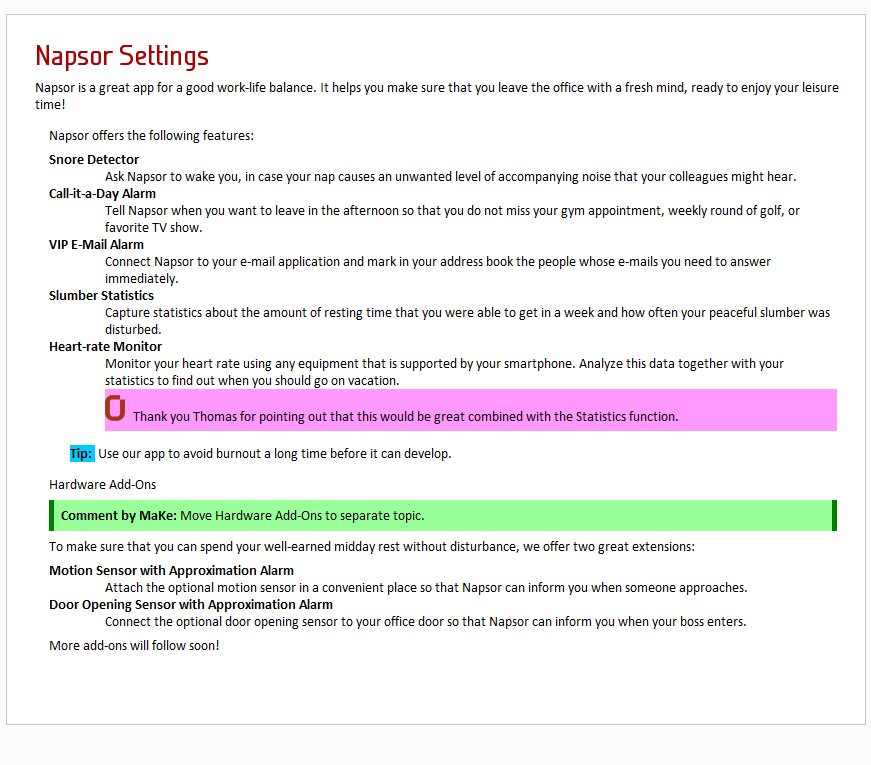 Napsor Settings
Napsor is a great app for a good work-life balance. It helps you make sure that you leave the office with a fresh mind, ready to enjoy your leisure
time!
Napsor offers the following features:
Snore Detector
Ask Napsor to wake you, in case your nap causes an unwanted level of accompanying noise that your colleagues might hear.
Call-it-a-Day Alarm
Tell Napsor when you want to leave in the afternoon so that you do not miss your gym appointment, weekly round of golf, or
favorite TV show.
VIP E-Mail Alarm
Connect Napsor to your e-mail application and mark in your address book the people whose e-mails you need to answer
immediately.
Slumber Statistics
Capture statistics about the amount of resting time that you were able to get in a week and how often your peaceful slumber was
disturbed.
Heart-rate Monitor
Monitor your heart rate using any equipment that is supported by your smartphone. Analyze this data together with your
statistics to find out when you should go on vacation.
Thank you Thomas for pointing out that this would be great combined with the Statistics function.
Tip: Use our app to avoid burnout a long time before it can develop.
Hardware Add-Ons
Comment by MaKe: Move Hardware Add-Ons to separate topic.
To make sure that you can spend your well-earned midday rest without disturbance, we offer two great extensions:
Motion Sensor with Approximation Alarm
Attach the optional motion sensor in a convenient place so that Napsor can inform you when someone approaches.
Door Opening Sensor with Approximation Alarm
Connect the optional door opening sensor to your office door so that Napsor can inform you when your boss enters.
More add-ons will follow soon!